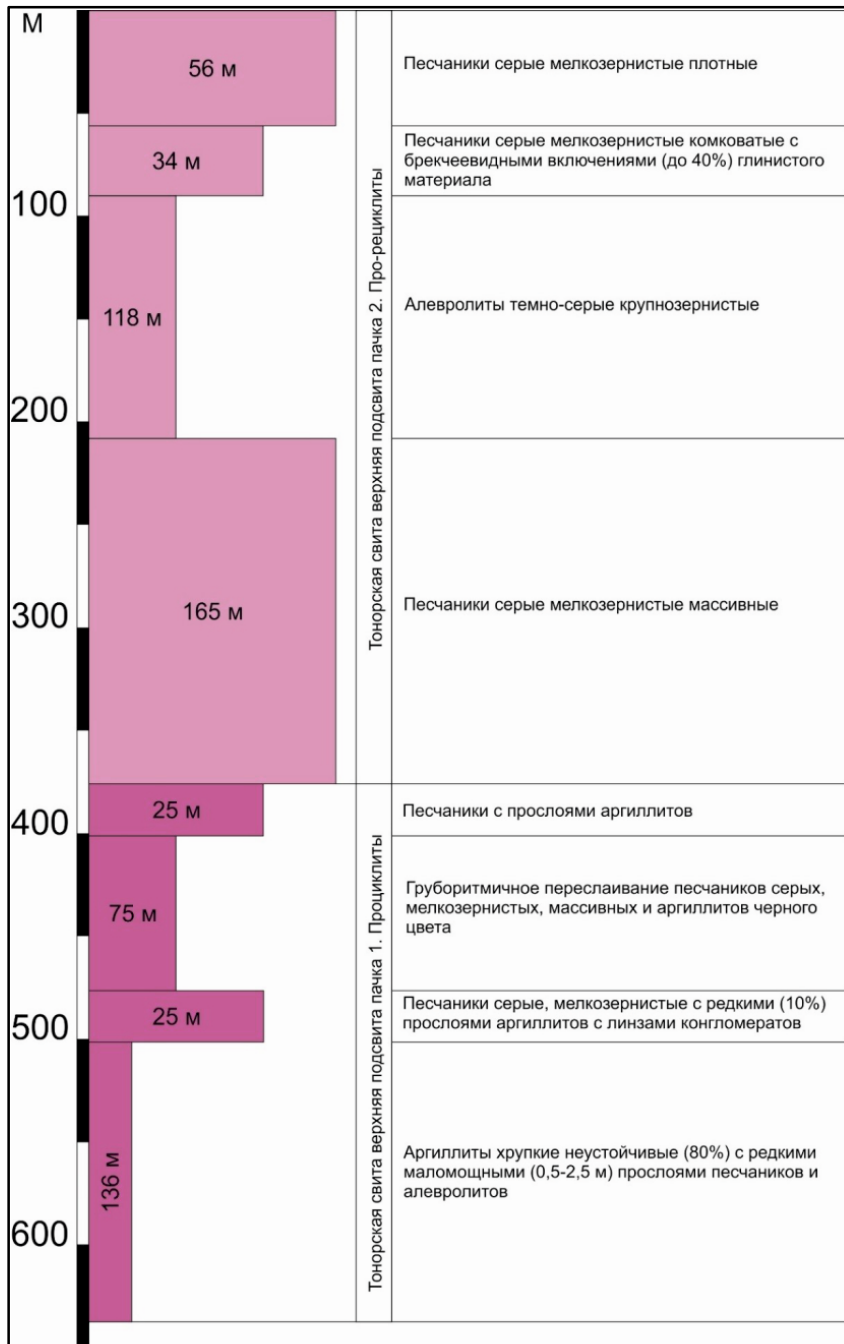 М
56 м
Песчаники серые мелкозернистые плотные
34 м
Песчаники серые мелкозернистые комковатые с
брекчеевидными включениями (до 40%) глинистого
материала
100
118 м
Алевролиты темно-серые крупнозернистые
200
Тонорская свита верхняя подсвита пачка 2. Про-рециклиты
165 м
Песчаники серые мелкозернистые массивные
300
25 м
Песчаники с прослоями аргиллитов
400
75 м
Груборитмичное переслаивание песчаников серых,
мелкозернистых, массивных и аргиллитов черного
цвета
25 м
Песчаники серые, мелкозернистые с редкими (10%)
прослоями аргиллитов с линзами конгломератов
500
Тонорская свита верхняя подсвита пачка 1. Проциклиты
136 м
Аргиллиты хрупкие неустойчивые (80%) с редкими
маломощными (0,5-2,5 м) прослоями песчаников и
алевролитов
600